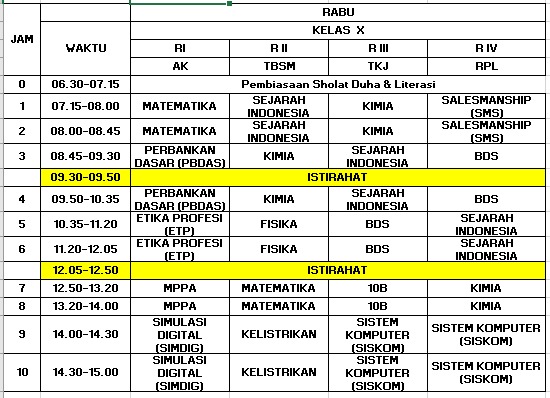 RABU
JAM WAKTU KELAS X
RI R II R III R IV
AK TBSM TKJ RPL
0 06.30-07.15 Pembiasaan Sholat Duha & Literasi
1 07.15-08.00 MATEMATIKA SEJARAH INDONESIA KIMIA SALESMANSHIP (SMS)
2 08.00-08.45 MATEMATIKA SEJARAH INDONESIA KIMIA SALESMANSHIP (SMS)
3 08.45-09.30 PERBANKAN DASAR (PBDAS) KIMIA SEJARAH INDONESIA BDS
09.30-09.50 ISTIRAHAT
4 09.50-10.35 PERBANKAN DASAR (PBDAS) KIMIA SEJARAH INDONESIA BDS
5 10.35-11.20 ETIKA PROFESI (ETP) FISIKA BDS SEJARAH INDONESIA
6 11.20-12.05 ETIKA PROFESI (ETP) FISIKA BDS SEJARAH INDONESIA
12.05-12.50 ISTIRAHAT
7 12.50-13.20 MPPA MATEMATIKA 10B KIMIA
8 13.20-14.00 MPPA MATEMATIKA 10B KIMIA
9 14.00-14.30 SIMULASI DIGITAL (SIMDIG) KELISTRIKAN SISTEM KOMPUTER (SISKOM) SISTEM KOMPUTER (SISKOM)
10 14.30-15.00 SIMULASI DIGITAL (SIMDIG) KELISTRIKAN SISTEM KOMPUTER (SISKOM) SISTEM KOMPUTER (SISKOM)